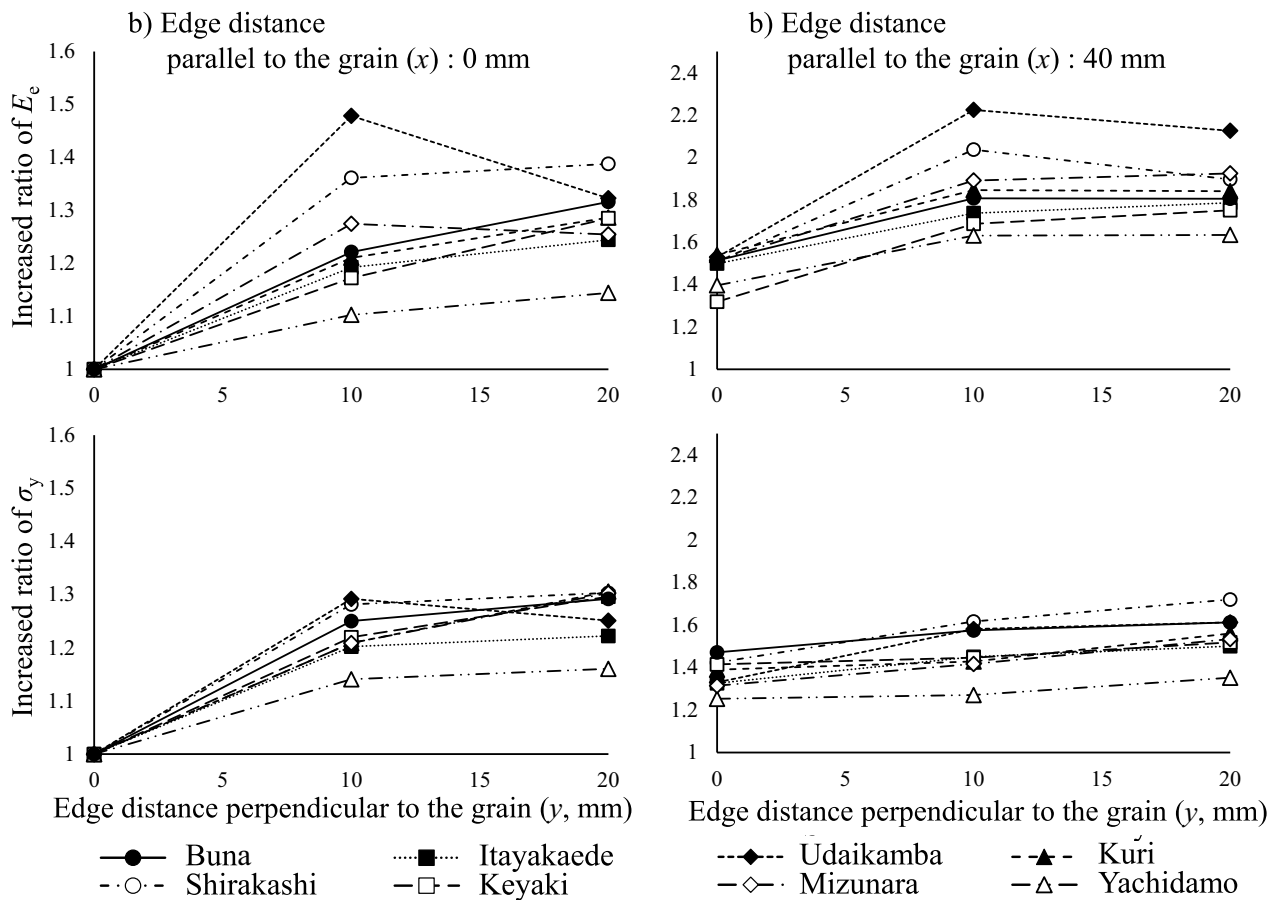 b) Edge distance
parallel to the grain (x) : 0 mm
Increased ratio of Ee
1.6
1.5
1.4
1.3
1.2
1.1
1
0 5 10 15 20
b) Edge distance
parallel to the grain (x) : 40 mm
2.4
2.2
2
1.8
1.6
1.4
1.2
1
0 5 10 15 20
Increased ratio of σy
1.6
1.5
1.4
1.3
1.2
1.1
1
0 5 10 15 20
Edge distance perpendicular to the grain (y, mm)
2.4
2.2
2
1.8
1.6
1.4
1.2
1
0 5 10 15 20
Edge distance perpendicular to the grain (y, mm)
Buna Itayakaede Udaikamba Kuri
Shirakashi Keyaki Mizunara Yachidamo